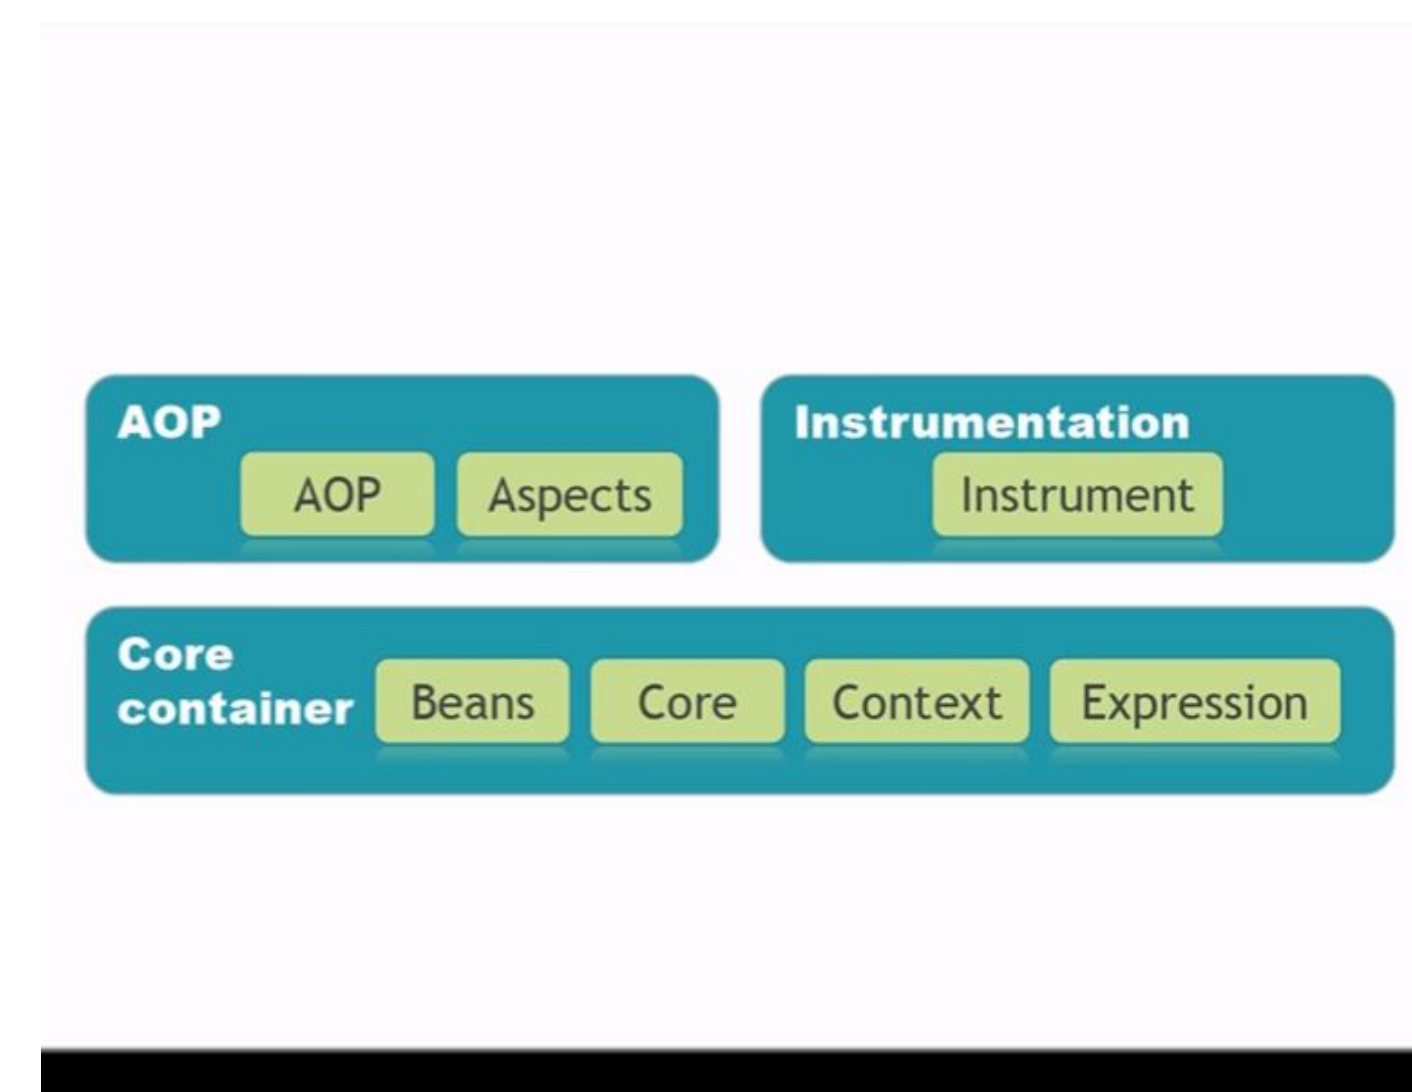 AOP
AOP Aspects
Instrumentation
Instrument
Core
container
Beans Core Context Expression